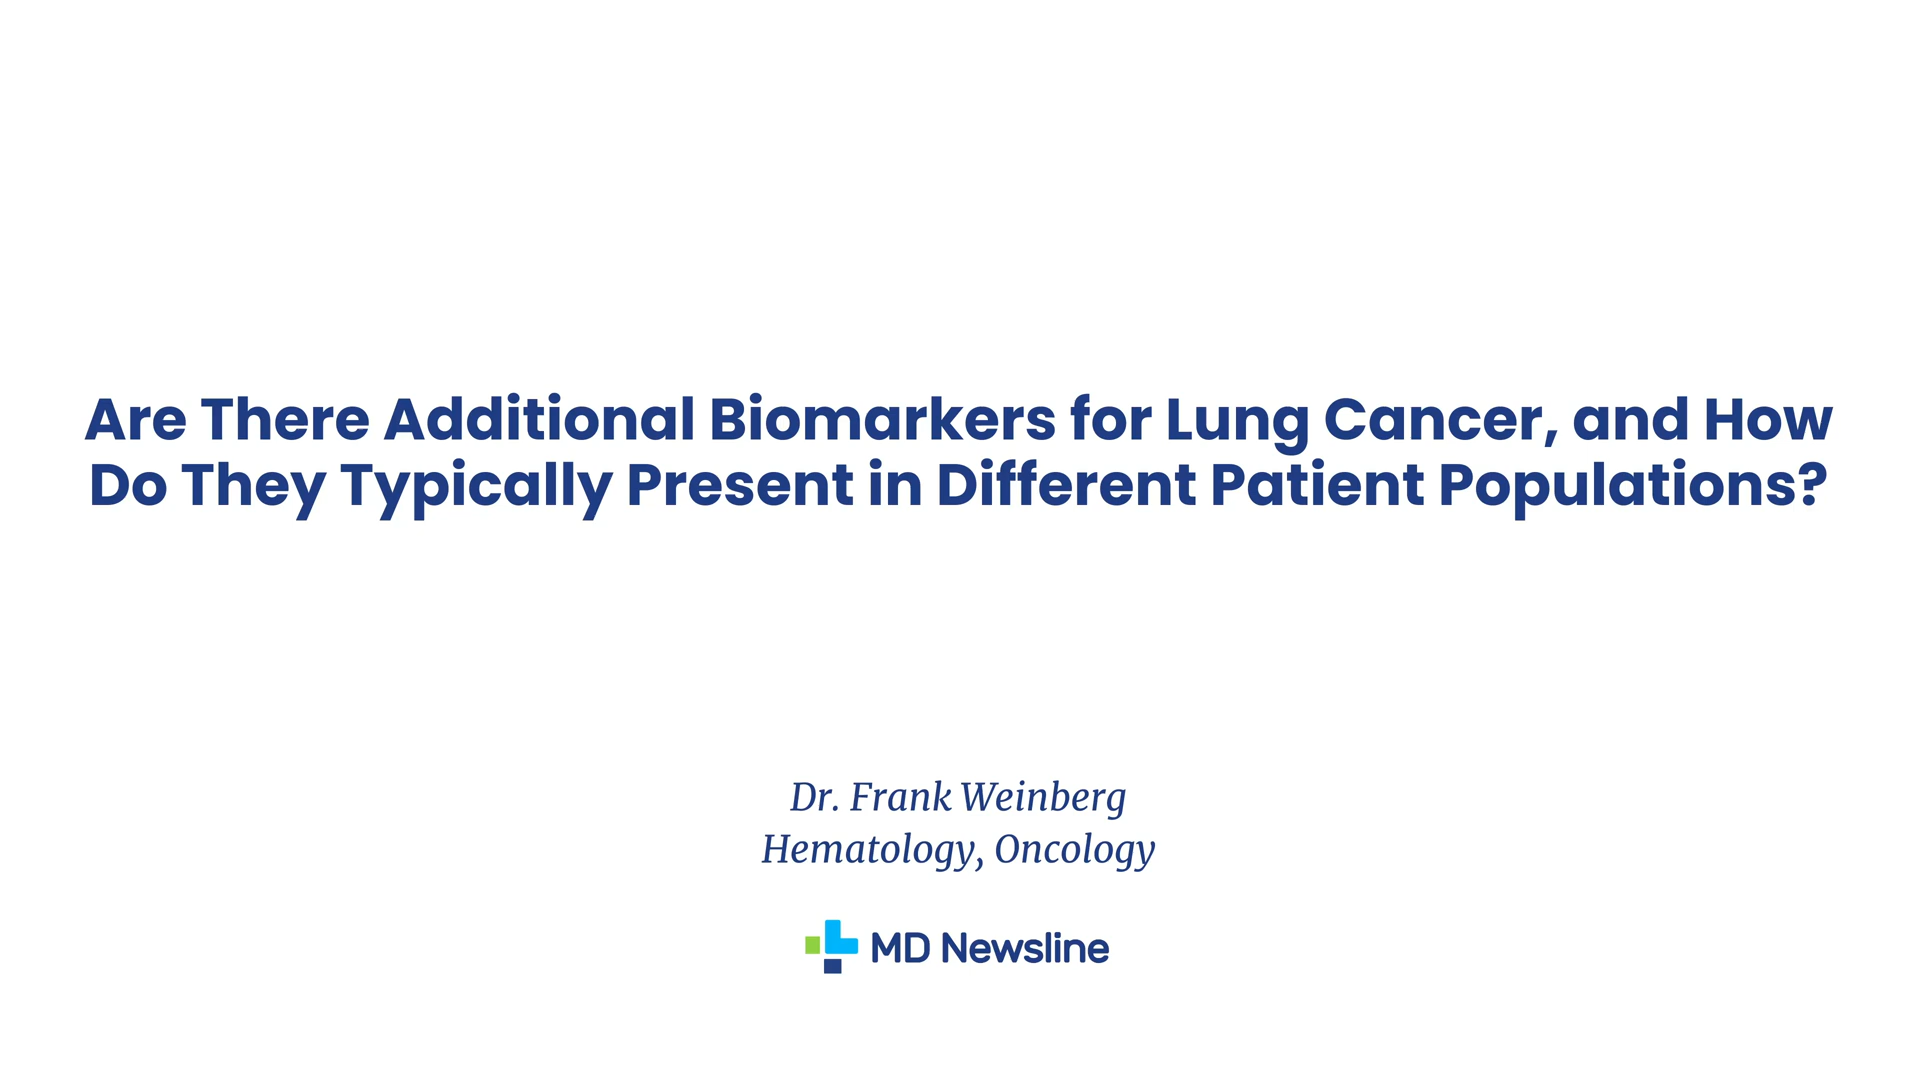 Are There Additional Biomarkers for Lung Cancer, and How
Do They Typically Present in Different Patient Populations?
Dr. Frank Weinberg
Hematology, Oncology
MD Newsline